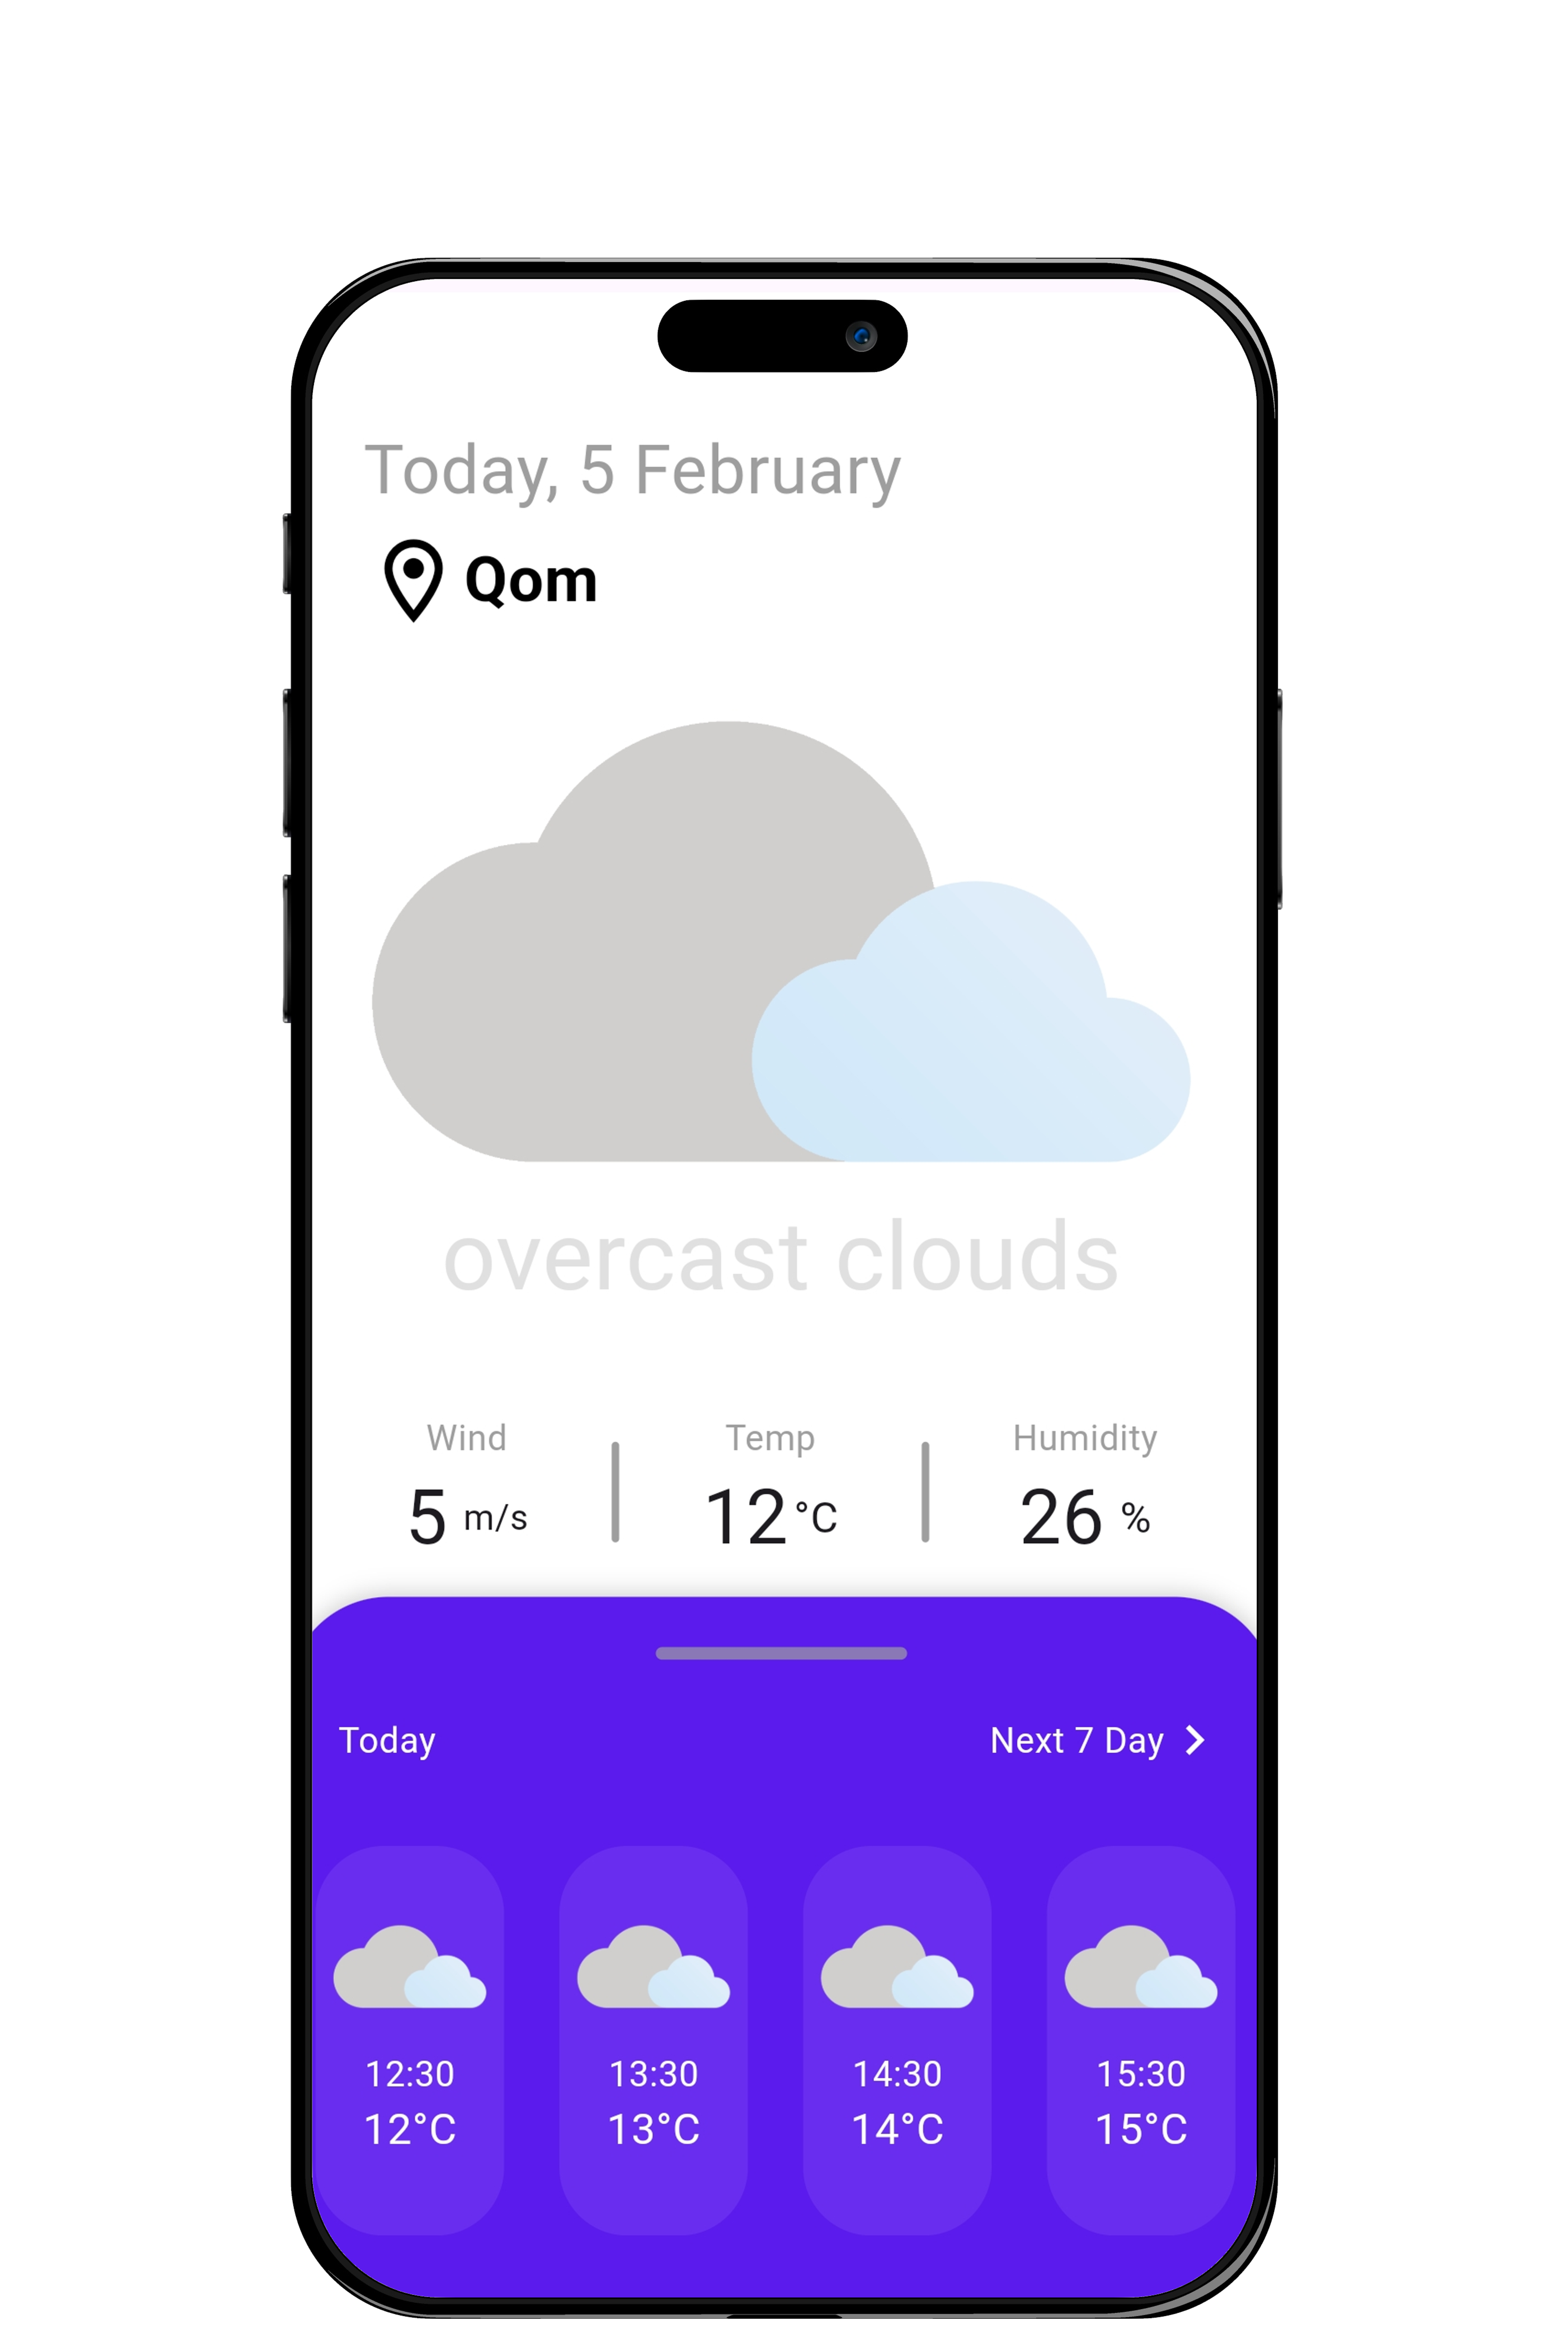 Today, 5 February
Qom
overcast clouds
Wind Temp Humidity
5 m/s 12 °C 26 %
Today Next 7 Day
12:30 13:30 14:30 15:30
12°C 13°C 14°C 15°C